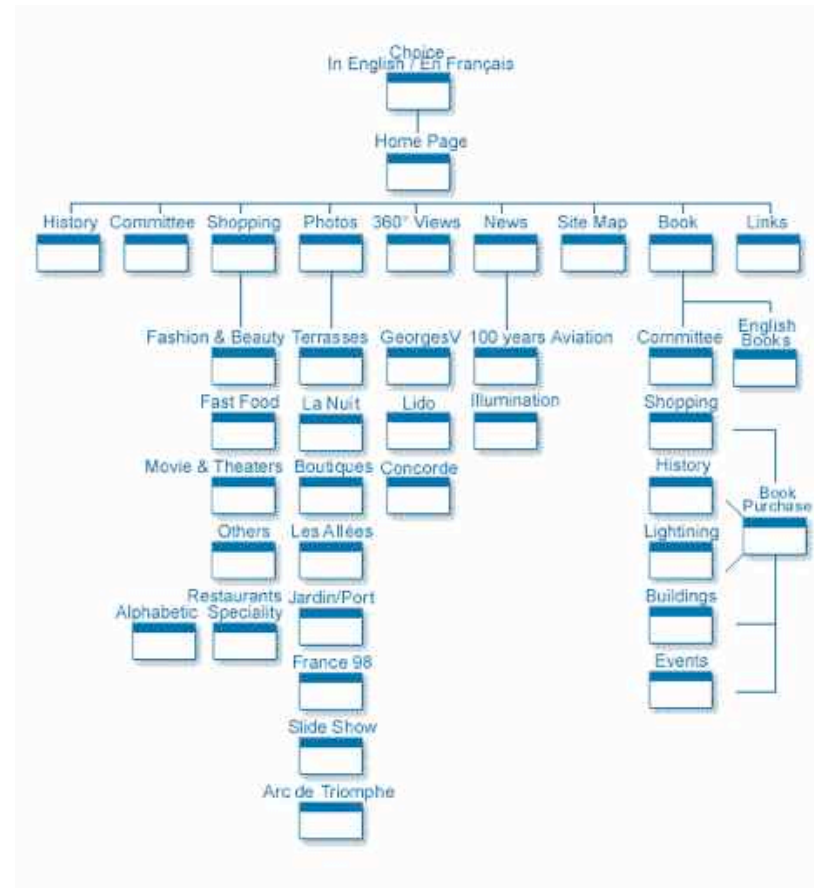 Choice
In English / En Français
Home Page
History Committee Shopping Photos 360° Views News Site Map Book Links
Fashion & Beauty Terrasses GeorgesV 100 years Aviation Committee English
Books
Fast Food La Nuit Lido Illumination Shopping
Movie & Theaters Boutiques Concorde History
Book
Purchase
Others Les Allées Lightining
Restaurants Jardin/Port Buildings
Alphabetic Speciality
France 98 Events
Slide Show
Arc de Triomphe